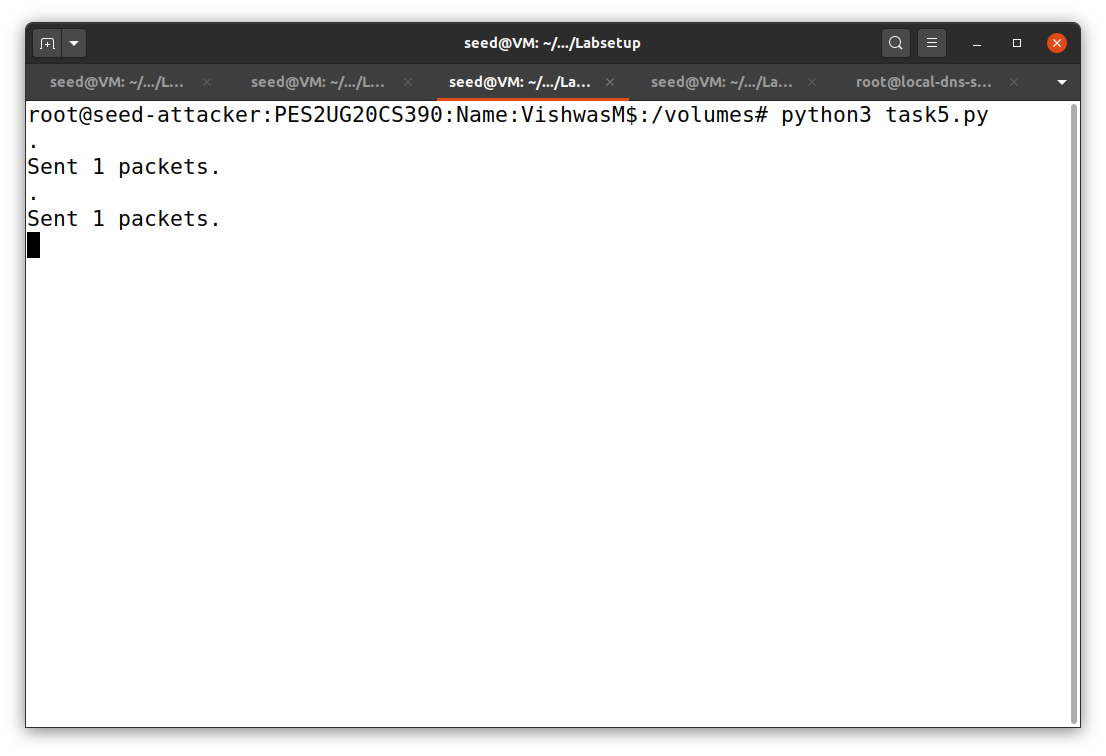 seed@VM: ~/.../Labsetup
seed@VM: ~/.../L... seed@VM: ~/.../L... seed@VM: ~/.../La... seed@VM: ~/.../La... root@local-dns-s...
root@seed-attacker:PES2UG20CS390:Name:VishwasM$:/volumes# python3 task5.py
.
Sent 1 packets.
.
Sent 1 packets.